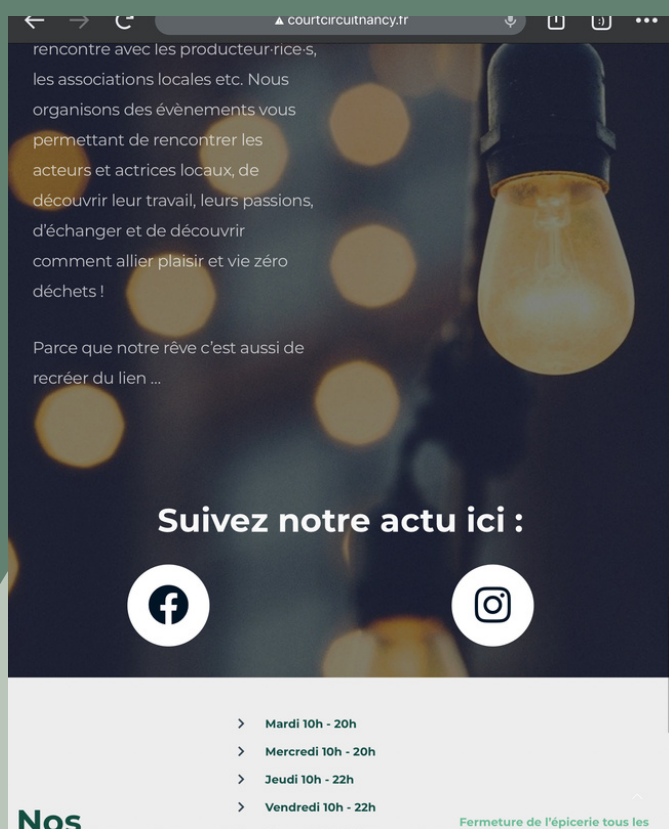 courtcircuitnancy.fr
rencontre avec les producteur·rice·s,
les associations locales etc. Nous
organisons des évènements vous
permettant de rencontrer les
acteurs et actrices locaux, de
découvrir leur travail, leurs passions,
d’échanger et de découvrir
comment allier plaisir et vie zéro
déchets !
Parce que notre rêve c’est aussi de
recréer du lien ...
Suivez notre actu ici :
Mardi 10h - 20h
Mercredi 10h - 20h
Jeudi 10h - 22h
Vendredi 10h - 22h
Nos
Fermeture de l’épicerie tous les